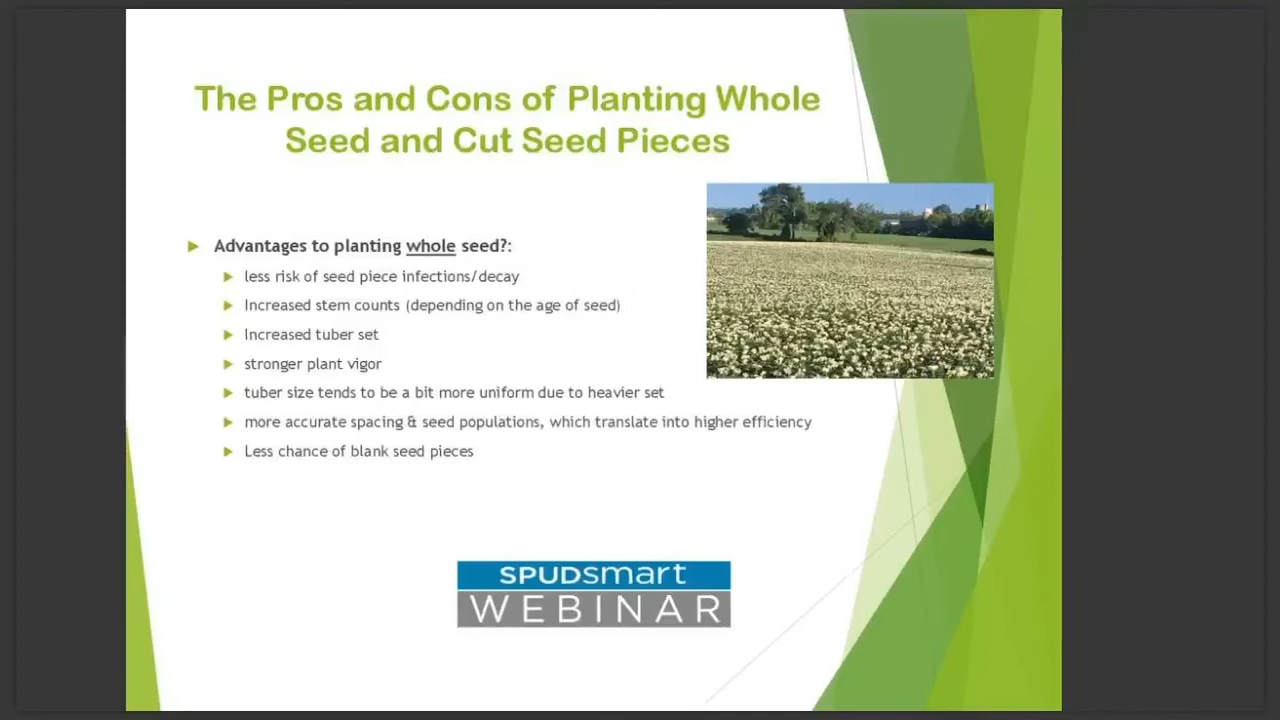 The Pros and Cons of Planting Whole
Seed and Cut Seed Pieces
Advantages to planting whole seed?:
less risk of seed piece infections/decay
Increased stem counts (depending on the age of seed)
Increased tuber set
stronger plant vigor
tuber size tends to be a bit more uniform due to heavier set
more accurate spacing & seed populations, which translate into higher efficiency
Less chance of blank seed pieces
SPUDsmart
WEBINAR